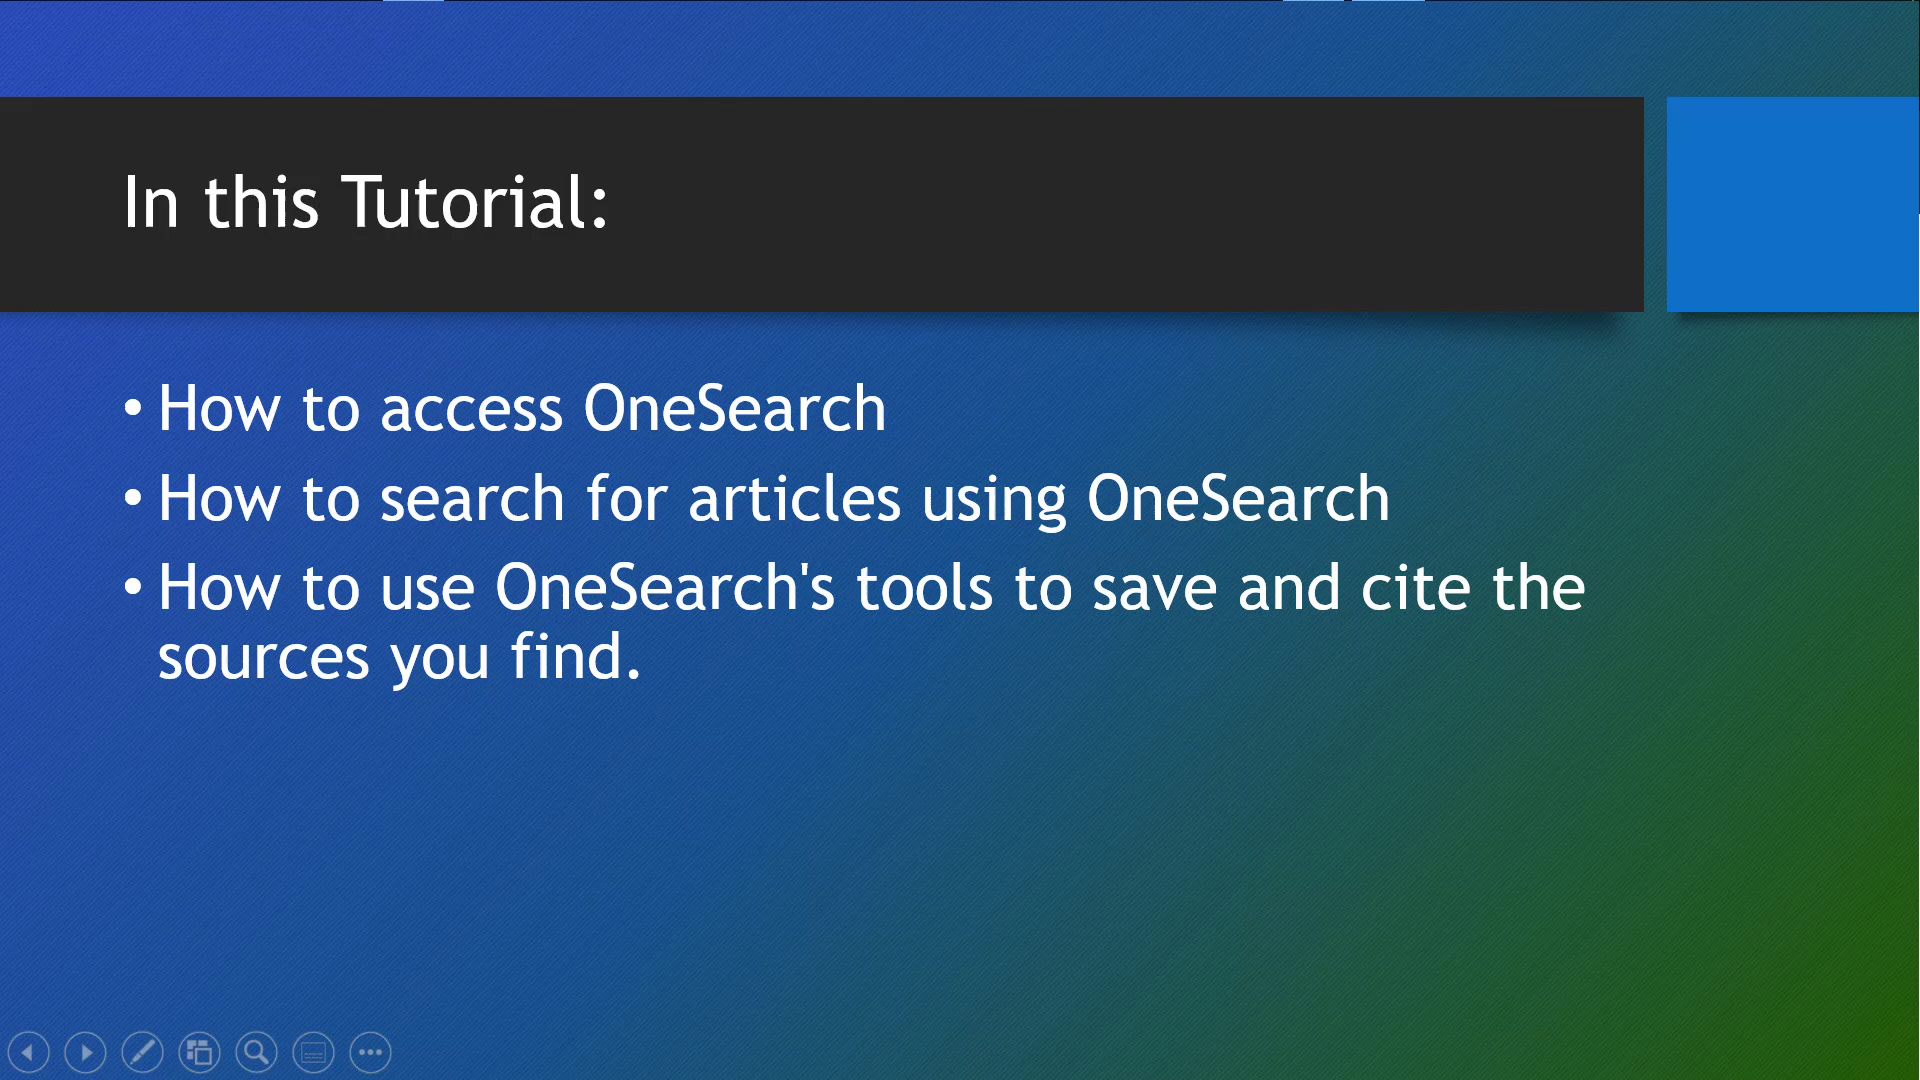 In this Tutorial:
• How to access OneSearch
• How to search for articles using OneSearch
• How to use OneSearch's tools to save and cite the
sources you find.